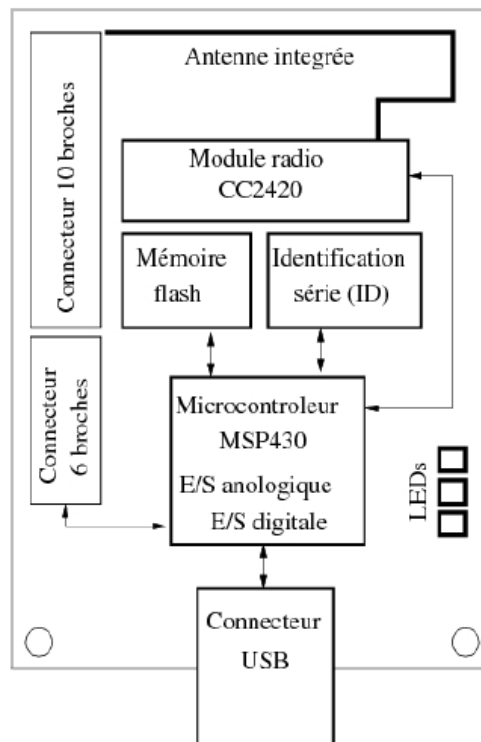 Antenne integrée
Connecteur 10 broches
Module radio
CC2420
Mémoire
flash
Identification
série (ID)
Connecteur
6 broches
Microcontroleur
MSP430
E/S anologique
E/S digitale
LEDs
Connecteur
USB